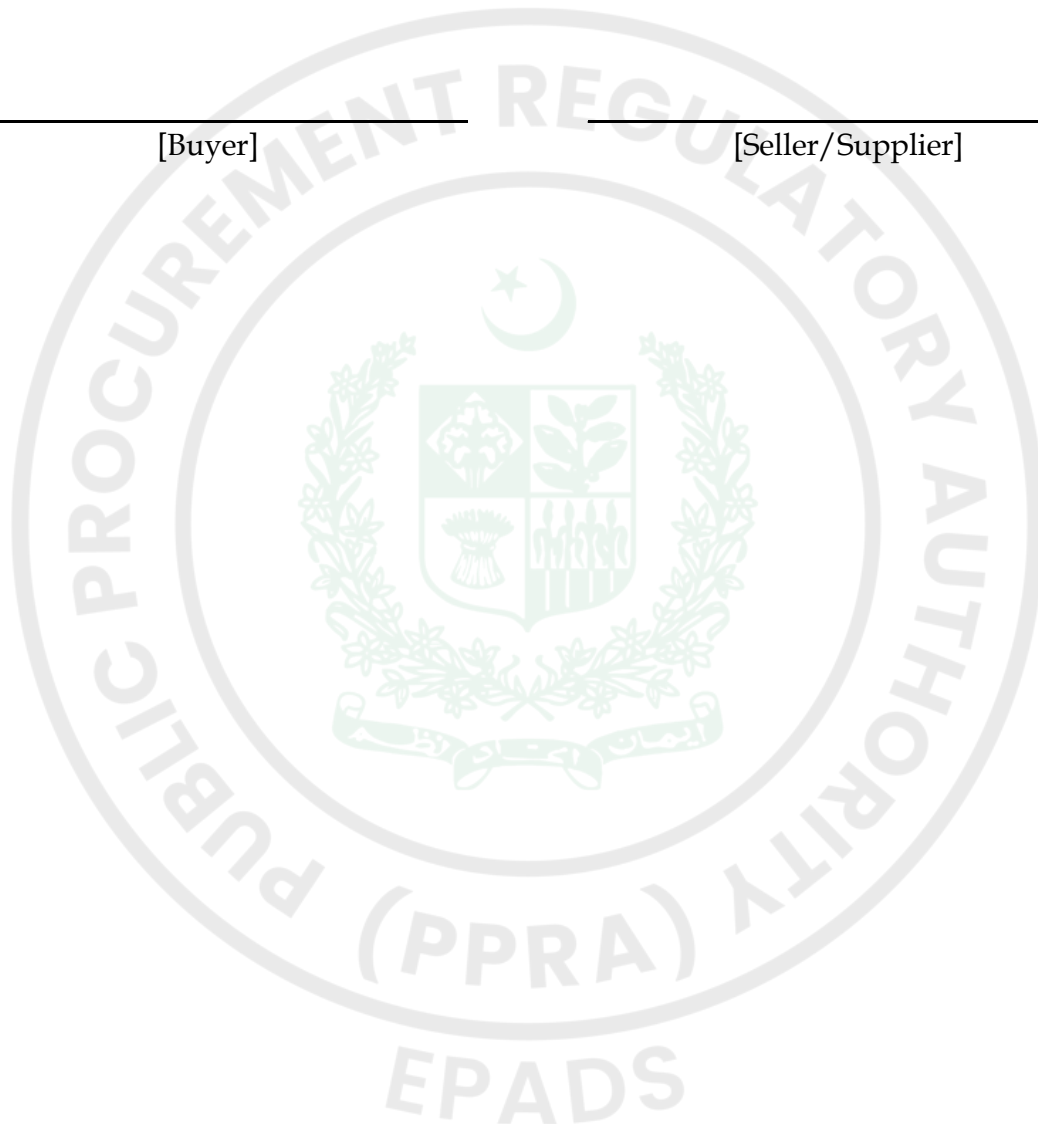 [Buyer] [Seller/Supplier]
PUBLIC PROCUREMENT REGULATORY AUTHORITY
(PPRA)
EPADS